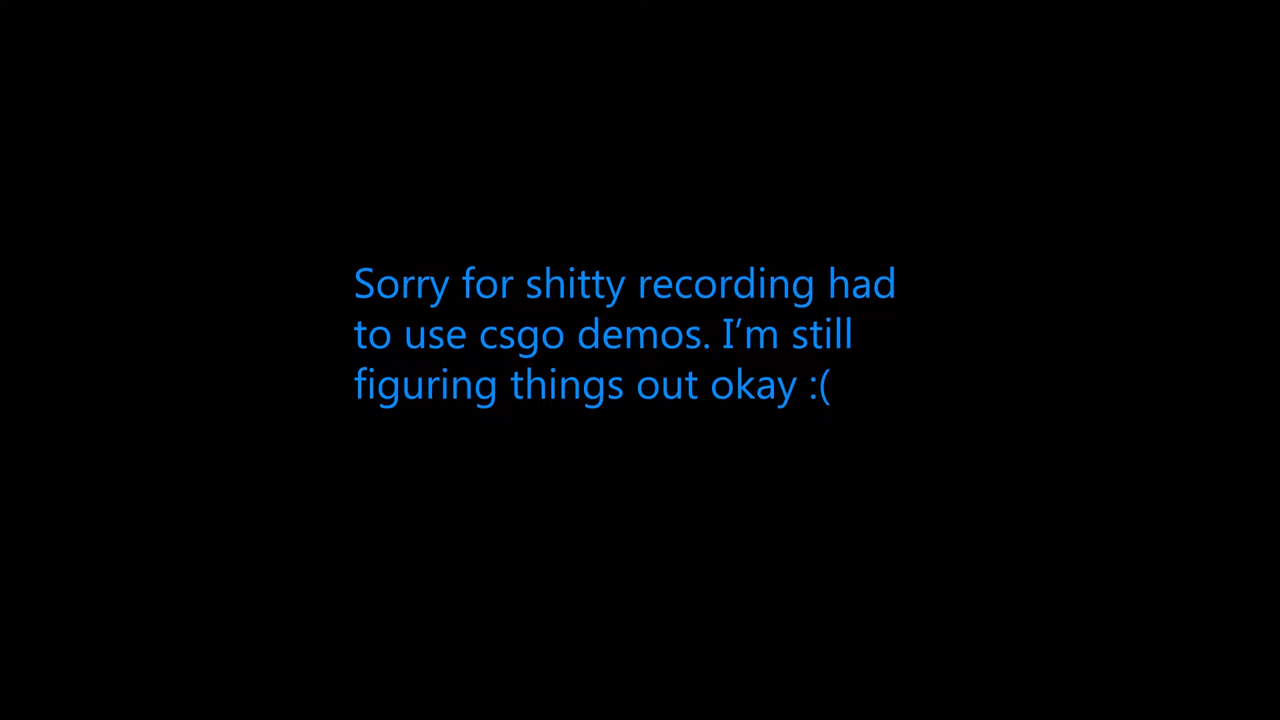 Sorry for shitty recording had
to use csgo demos. I’m still
figuring things out okay :(